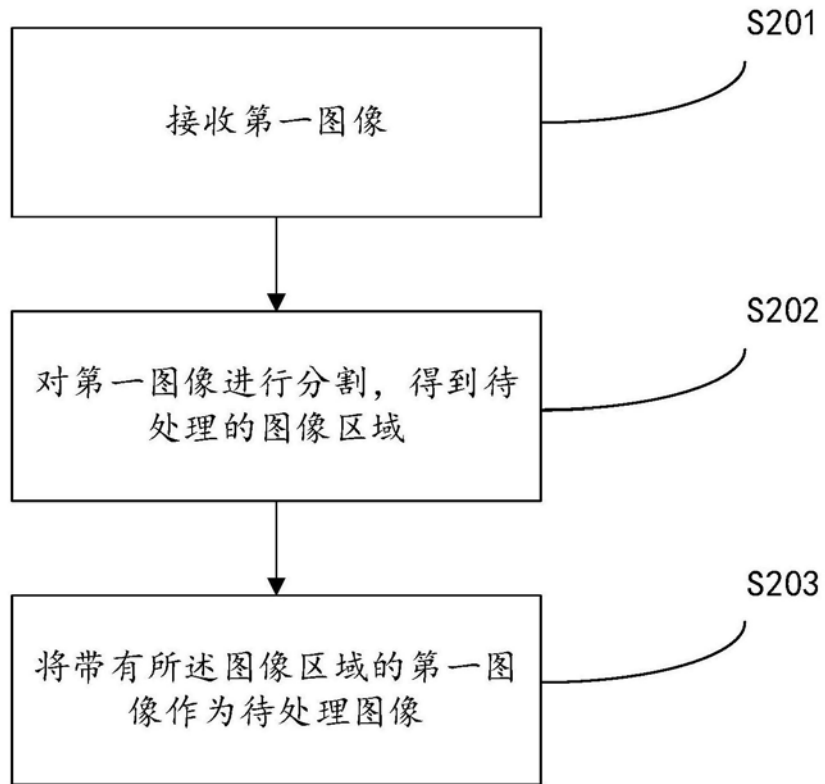 S201
接收第一图像
S202
对第一图像进行分割，得到待
处理的图像区域
S203
将带有所述图像区域的第一图
像作为待处理图像